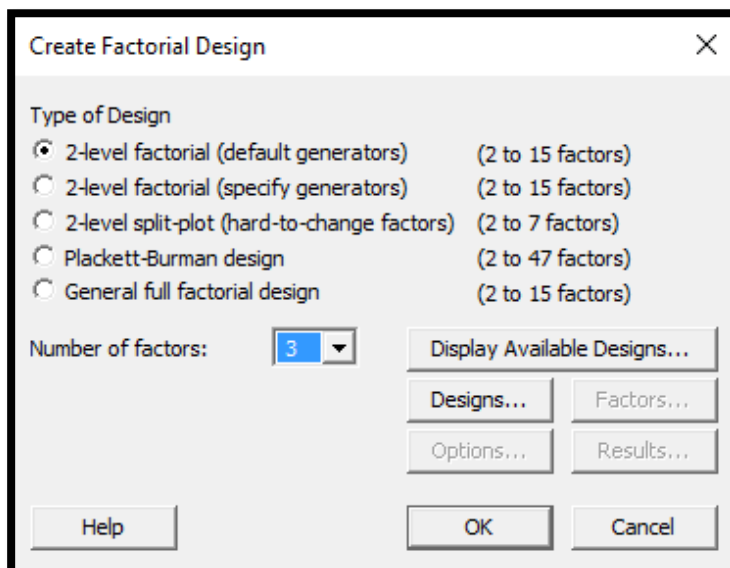 Create Factorial Design
Type of Design
2-level factorial (default generators) (2 to 15 factors)
2-level factorial (specify generators) (2 to 15 factors)
2-level split-plot (hard-to-change factors) (2 to 7 factors)
Plackett-Burman design (2 to 47 factors)
General full factorial design (2 to 15 factors)
Number of factors: 3 Display Available Designs...
Designs... Factors...
Options... Results...
Help OK Cancel